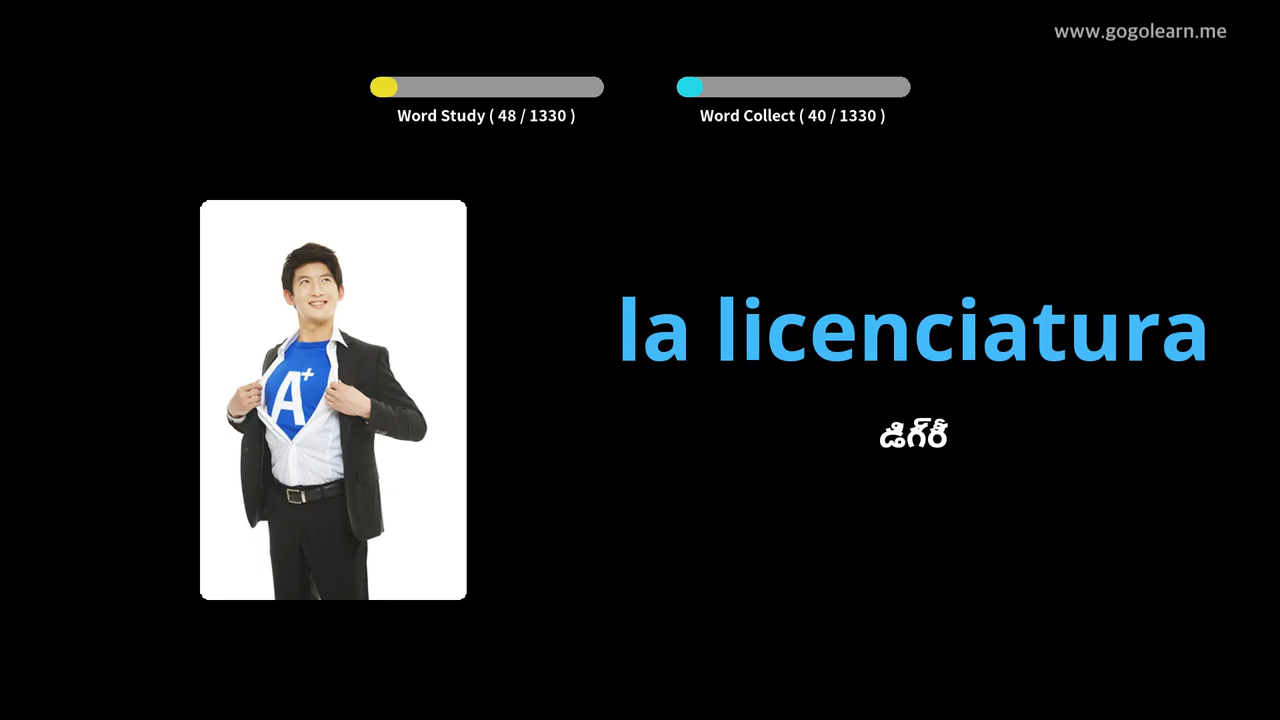 www.gogolearn.me
Word Study ( 48 / 1330 )
Word Collect ( 40 / 1330 )
A+
la licenciatura
డిగ్రీ